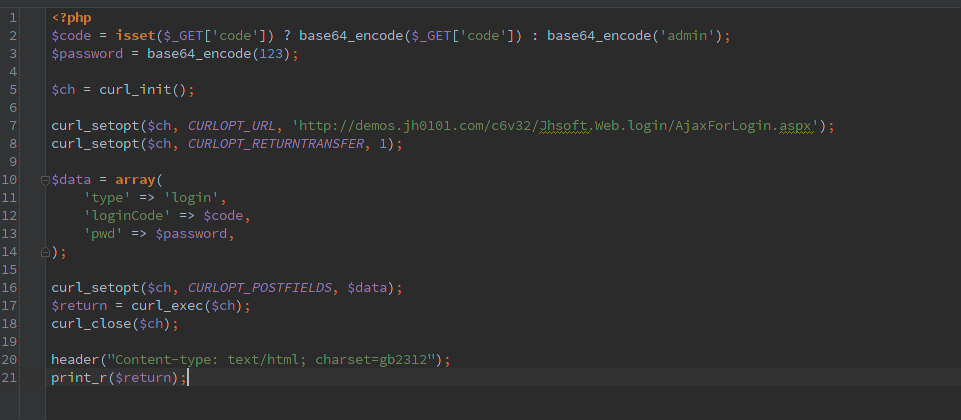 1 <?php
2 $code = isset($_GET['code']) ? base64_encode($_GET['code']) : base64_encode('admin');
3 $password = base64_encode(123);
4
5 $ch = curl_init();
6
7 curl_setopt($ch, CURLOPT_URL, 'http://demos.jh0101.com/c6v32/Jhsoft.Web.login/AjaxForLogin.aspx');
8 curl_setopt($ch, CURLOPT_RETURNTRANSFER, 1);
9
10 $data = array(
11     'type' => 'login',
12     'loginCode' => $code,
13     'pwd' => $password,
14 );
15
16 curl_setopt($ch, CURLOPT_POSTFIELDS, $data);
17 $return = curl_exec($ch);
18 curl_close($ch);
19
20 header("Content-type: text/html; charset=gb2312");
21 print_r($return);